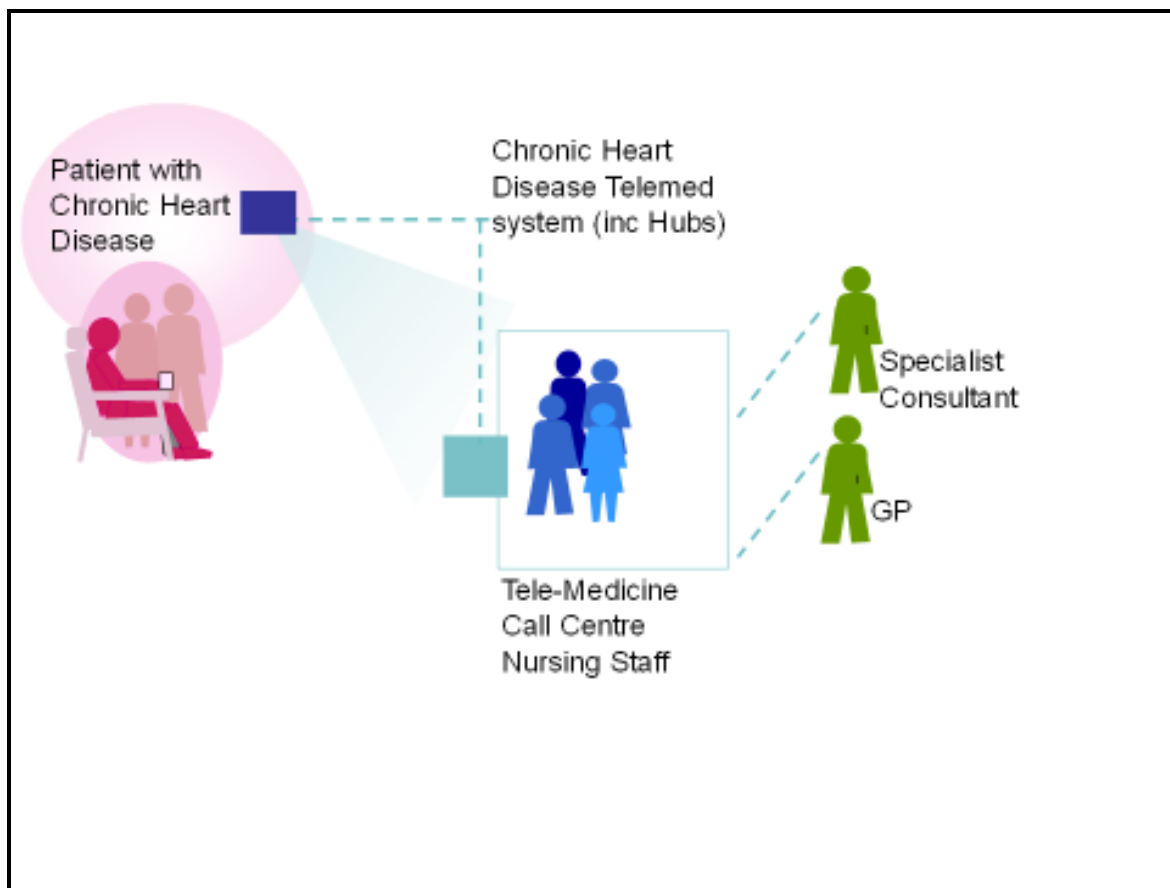 Patient with
Chronic Heart
Disease
Chronic Heart
Disease Telemed
system (inc Hubs)
Specialist
Consultant
GP
Tele-Medicine
Call Centre
Nursing Staff